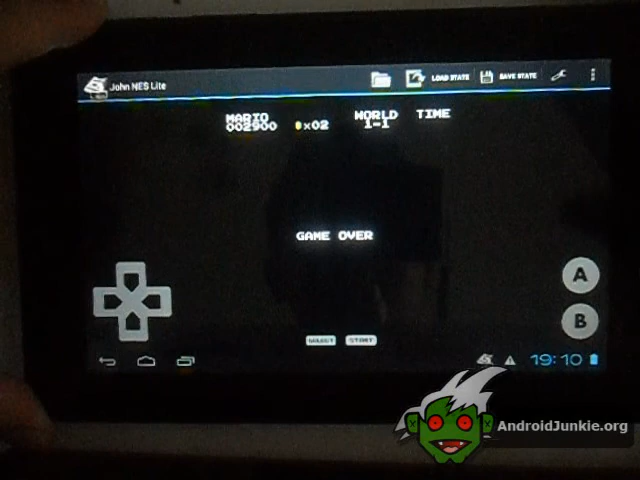 John NES Lite
LOAD STATE
SAVE STATE
MARIO WORLD TIME
002900 x02 1-1
GAME OVER
A
B
SELECT START
19:10
AndroidJunkie.org